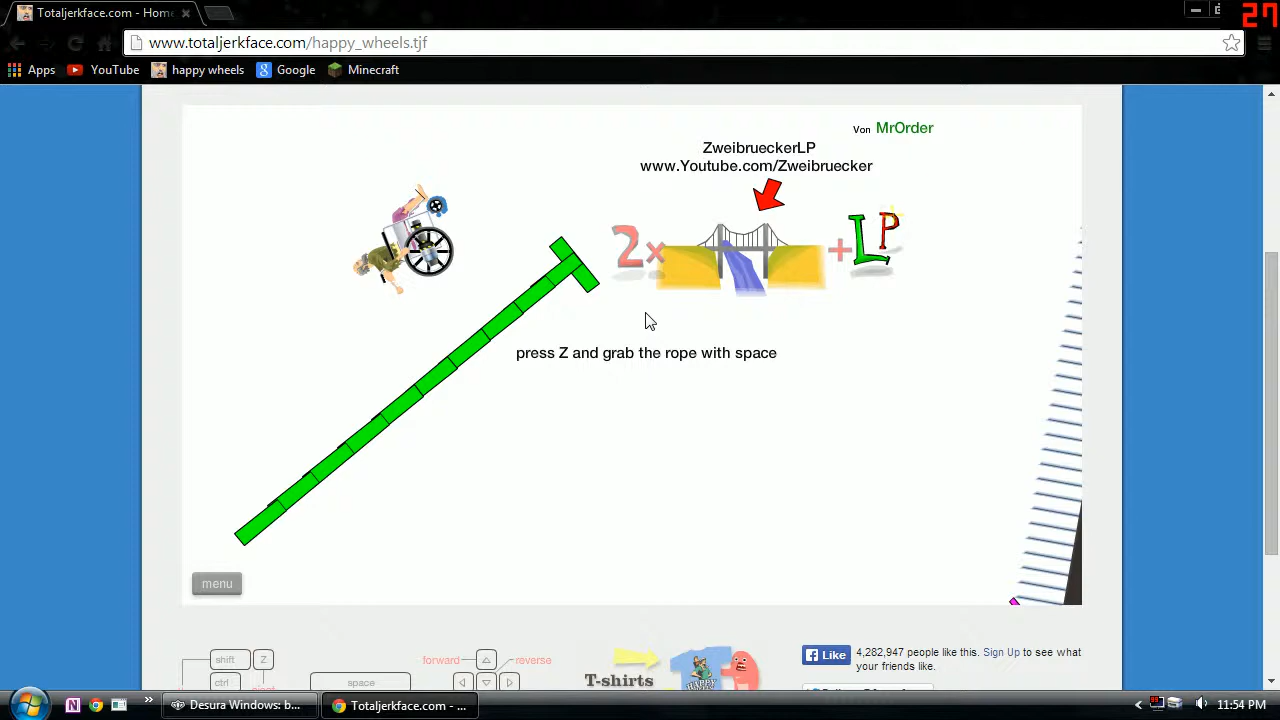 Totaljerkface.com - Hom
27
www.totaljerkface.com/happy_wheels.tjf
Apps YouTube happy wheels Google Minecraft
Von MrOrder
ZweibrueckerLP
www.Youtube.com/Zweibruecker
2x + LP
press Z and grab the rope with space
menu
shift Z
ctrl
space
forward reverse
T-shirts
Like 4,282,947 people like this. Sign Up to see what
your friends like.
Desura Windows: b... Totaljerkface.com - ... 11:54 PM